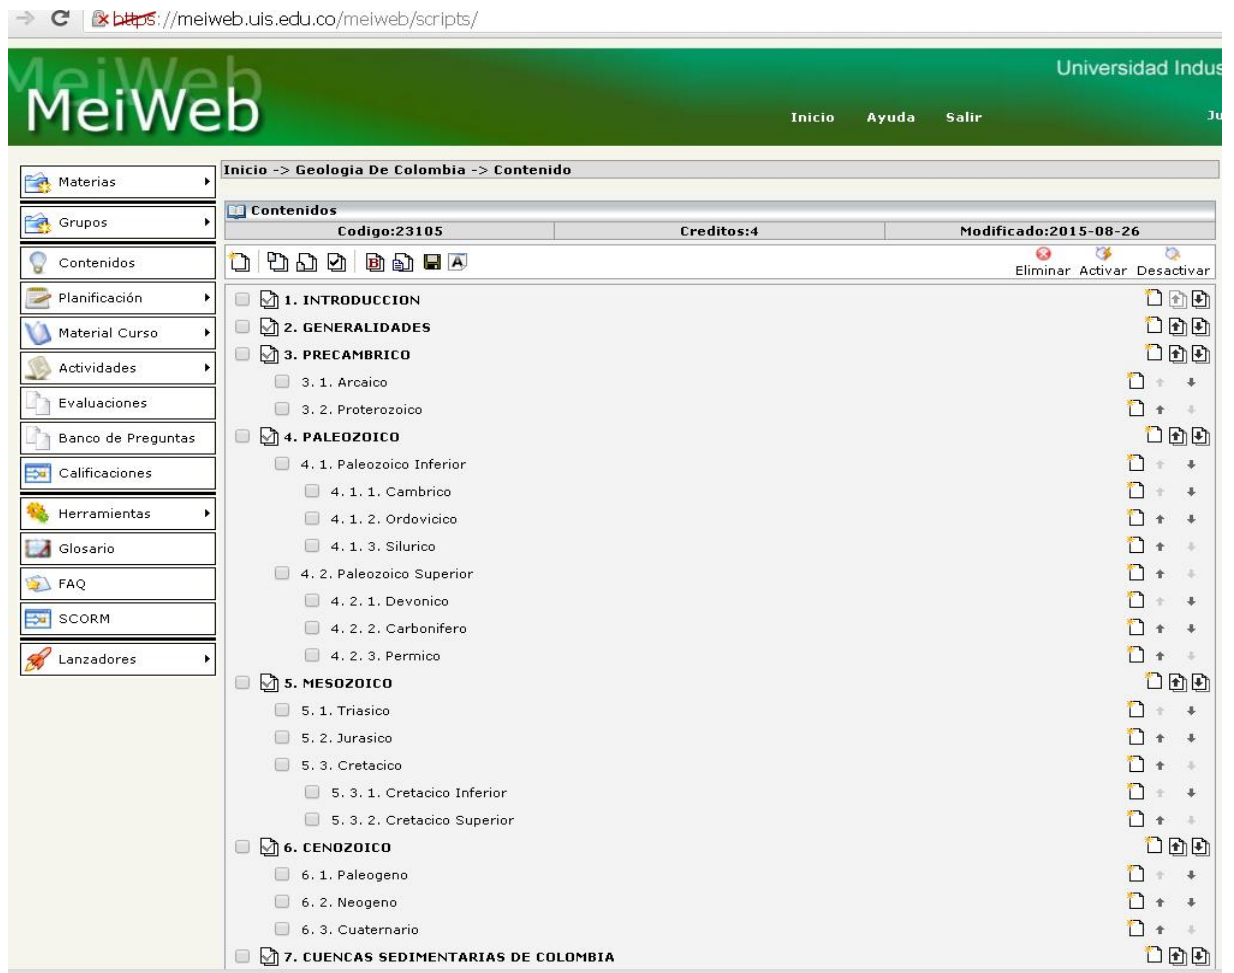 https://meiweb.uis.edu.co/meiweb/scripts/
MeiWeb
MeiWeb
Universidad Indus
Inicio Ayuda Salir Ju
Inicio -> Geologia De Colombia -> Contenido
Materias
Grupos
Contenidos
Planificación
Material Curso
Actividades
Evaluaciones
Banco de Preguntas
Calificaciones
Herramientas
Glosario
FAQ
SCORM
Lanzadores
Contenidos
Codigo:23105 Creditos:4 Modificado:2015-08-26
Eliminar Activar Desactivar
1. INTRODUCCION
2. GENERALIDADES
3. PRECAMBRICO
3. 1. Arcaico
3. 2. Proterozoico
4. PALEOZOICO
4. 1. Paleozoico Inferior
4. 1. 1. Cambrico
4. 1. 2. Ordovicico
4. 1. 3. Silurico
4. 2. Paleozoico Superior
4. 2. 1. Devonico
4. 2. 2. Carbonifero
4. 2. 3. Permico
5. MESOZOICO
5. 1. Triasico
5. 2. Jurasico
5. 3. Cretacico
5. 3. 1. Cretacico Inferior
5. 3. 2. Cretacico Superior
6. CENOZOICO
6. 1. Paleogeno
6. 2. Neogeno
6. 3. Cuaternario
7. CUENCAS SEDIMENTARIAS DE COLOMBIA